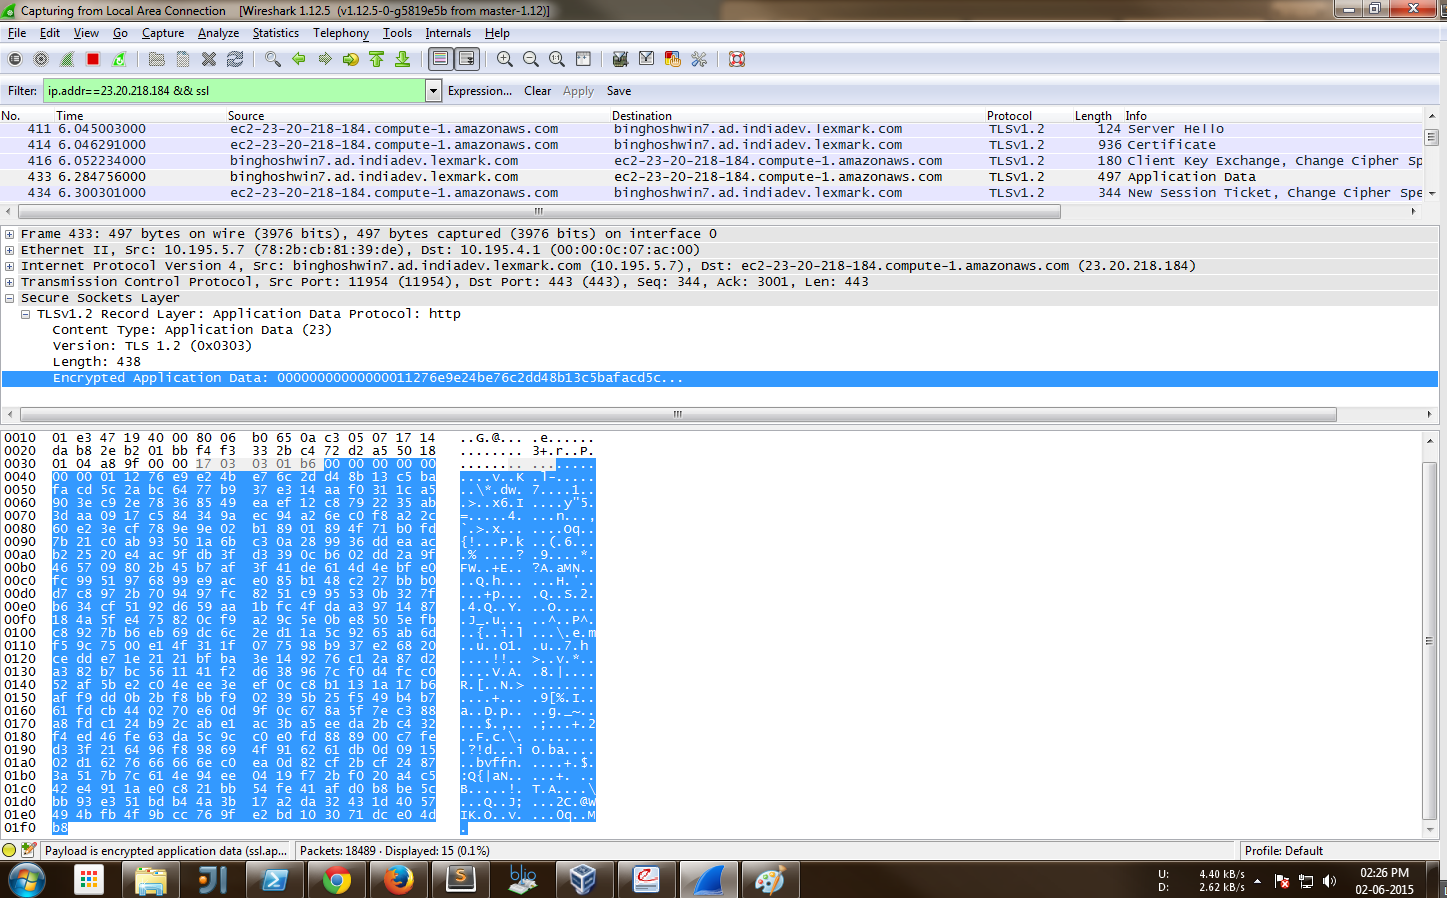 Capturing from Local Area Connection [Wireshark 1.12.5 (v1.12.5-0-g5819e5b from master-1.12)]
File Edit View Go Capture Analyze Statistics Telephony Tools Internals Help
Filter: ip.addr==23.20.218.184 && ssl Expression... Clear Apply Save
No. Time Source Destination Protocol Length Info
411 6.045003000 ec2-23-20-218-184.compute-1.amazonaws.com binghoshwin7.ad.indiadev.lexmark.com TLSv1.2 124 Server Hello
414 6.046291000 ec2-23-20-218-184.compute-1.amazonaws.com binghoshwin7.ad.indiadev.lexmark.com TLSv1.2 936 Certificate
416 6.052234000 binghoshwin7.ad.indiadev.lexmark.com ec2-23-20-218-184.compute-1.amazonaws.com TLSv1.2 180 Client Key Exchange, Change Cipher Sp
433 6.284756000 binghoshwin7.ad.indiadev.lexmark.com ec2-23-20-218-184.compute-1.amazonaws.com TLSv1.2 497 Application Data
434 6.300301000 ec2-23-20-218-184.compute-1.amazonaws.com binghoshwin7.ad.indiadev.lexmark.com TLSv1.2 344 New Session Ticket, Change Cipher Spe
Frame 433: 497 bytes on wire (3976 bits), 497 bytes captured (3976 bits) on interface 0
Ethernet II, Src: 10.195.5.7 (78:2b:cb:81:39:de), Dst: 10.195.4.1 (00:00:0c:07:ac:00)
Internet Protocol Version 4, Src: binghoshwin7.ad.indiadev.lexmark.com (10.195.5.7), Dst: ec2-23-20-218-184.compute-1.amazonaws.com (23.20.218.184)
Transmission Control Protocol, Src Port: 11954 (11954), Dst Port: 443 (443), Seq: 344, Ack: 3001, Len: 443
Secure Sockets Layer
TLSv1.2 Record Layer: Application Data Protocol: http
Content Type: Application Data (23)
Version: TLS 1.2 (0x0303)
Length: 438
Encrypted Application Data: 00000000000000011276e9e24be76c2dd48b13c5bafacd5c...
0010 01 e3 47 19 40 00 80 06 b0 65 0a c3 05 07 17 14 ..G.@... .e......
0020 da b8 2e b2 01 bb f4 f3 33 2b c4 72 d2 a5 50 18 ........ 3+.r..P.
0030 01 04 a8 9f 00 00 17 03 03 01 b6 00 00 00 00 00 ........ ........
0040 00 00 01 12 76 e9 e2 4b e7 6c 2d d4 8b 13 c5 ba ....v..K .l-.....
0050 fa cd 5c 2a bc 64 77 b9 37 e3 14 aa f0 31 1c a5 ..\*.dw. 7....1..
0060 90 3e c9 2e 78 36 85 49 ea ef 12 c8 79 22 35 ab .>..x6.I ....y"5.
0070 3d aa 09 17 c5 84 34 9a ec 94 a2 6e c0 f8 a2 2c =.....4. ...n...,
0080 60 e2 3e cf 78 9e 9e 02 b1 89 01 89 4f 71 b0 fd `.>.x... ....Oq..
0090 7b 21 c0 ab 93 50 1a 6b c3 0a 28 99 36 dd ea ac {!...P.k ..(.6...
00a0 b2 25 20 e4 ac 9f db 3f d3 39 0c b6 02 dd 2a 9f .% ....? .9....*.
00b0 46 57 09 80 2b 45 b7 af 3f 41 de 61 4d 4e bf e0 FW..+E.. ?A.aMN..
00c0 fc 99 51 97 68 99 e9 ac e0 85 b1 48 c2 27 bb b0 ..Q.h... ...H.'..
00d0 d7 c8 97 2b 70 94 97 fc 82 51 c9 95 53 0b 32 7f ...+p... .Q..S.2.
00e0 b6 34 cf 51 92 d6 59 aa 1b fc 4f da a3 97 14 87 .4.Q..Y. ..O.....
00f0 18 4a 5f e4 75 82 0c f9 a2 9c 5e 0b e8 50 5e fb .J_.u... ..^..P^.
0100 c8 92 7b b6 eb 69 dc 6c 2e d1 1a 5c 92 65 ab 6d ..{..i.l ...\.e.m
0110 f5 9c 75 00 e1 4f 31 1f 07 75 98 b9 37 e2 68 20 ..u..O1. .u..7.h
0120 ce dd e7 1e 21 21 bf ba 3e 14 92 76 c1 2a 87 d2 ....!!.. >..v.*..
0130 a3 82 b7 bc 56 11 41 f2 d6 38 96 7c f0 d4 fc c0 ....V.A. .8.|....
0140 52 af 5b e2 c0 4e ee 3e ef 0c c8 b1 13 1a 17 b6 R.[..N.> ........
0150 af f9 dd 0b 2b f8 bb f9 02 39 5b 25 f5 49 b4 b7 ....+... .9[%.I..
0160 61 fd cb 44 02 70 e6 0d 9f 0c 67 8a 5f 7e c3 88 a..D.p.. ..g._~..
0170 a8 fd c1 24 b9 2c ab e1 ac 3b a5 ee da 2b c4 32 ...$.,.. .;...+.2
0180 f4 ed 46 fe 63 da 5c 9c c0 e0 fd 88 89 00 c7 fe ..F.c.\. ........
0190 d3 3f 21 64 96 f8 98 69 4f 91 62 61 db 0d 09 15 .?!d...i O.ba....
01a0 02 d1 62 76 66 66 6e c0 ea 0d 82 cf 2b cf 24 87 ..bvffn. ....+.$.
01b0 3a 51 7b 7c 61 4e 94 ee 04 19 f7 2b f0 20 a4 c5 :Q{|aN.. ...+. ..
01c0 42 e4 91 1a e0 c8 21 bb 54 fe 41 af d0 b8 be 5c B.....!. T.A....\
01d0 bb 93 e3 51 bd b4 4a 3b 17 a2 da 32 43 1d 40 57 ...Q..J; ...2C.@W
01e0 49 4b fb 4f 9b cc 76 9f e2 bd 10 30 71 dc e0 4d IK.O..v. ...0q..M
01f0 b8 .
Payload is encrypted application data (ssl.ap... Packets: 18489 · Displayed: 15 (0.1%) Profile: Default
U: 4.40 kB/s
D: 2.62 kB/s
02:26 PM
02-06-2015
blio